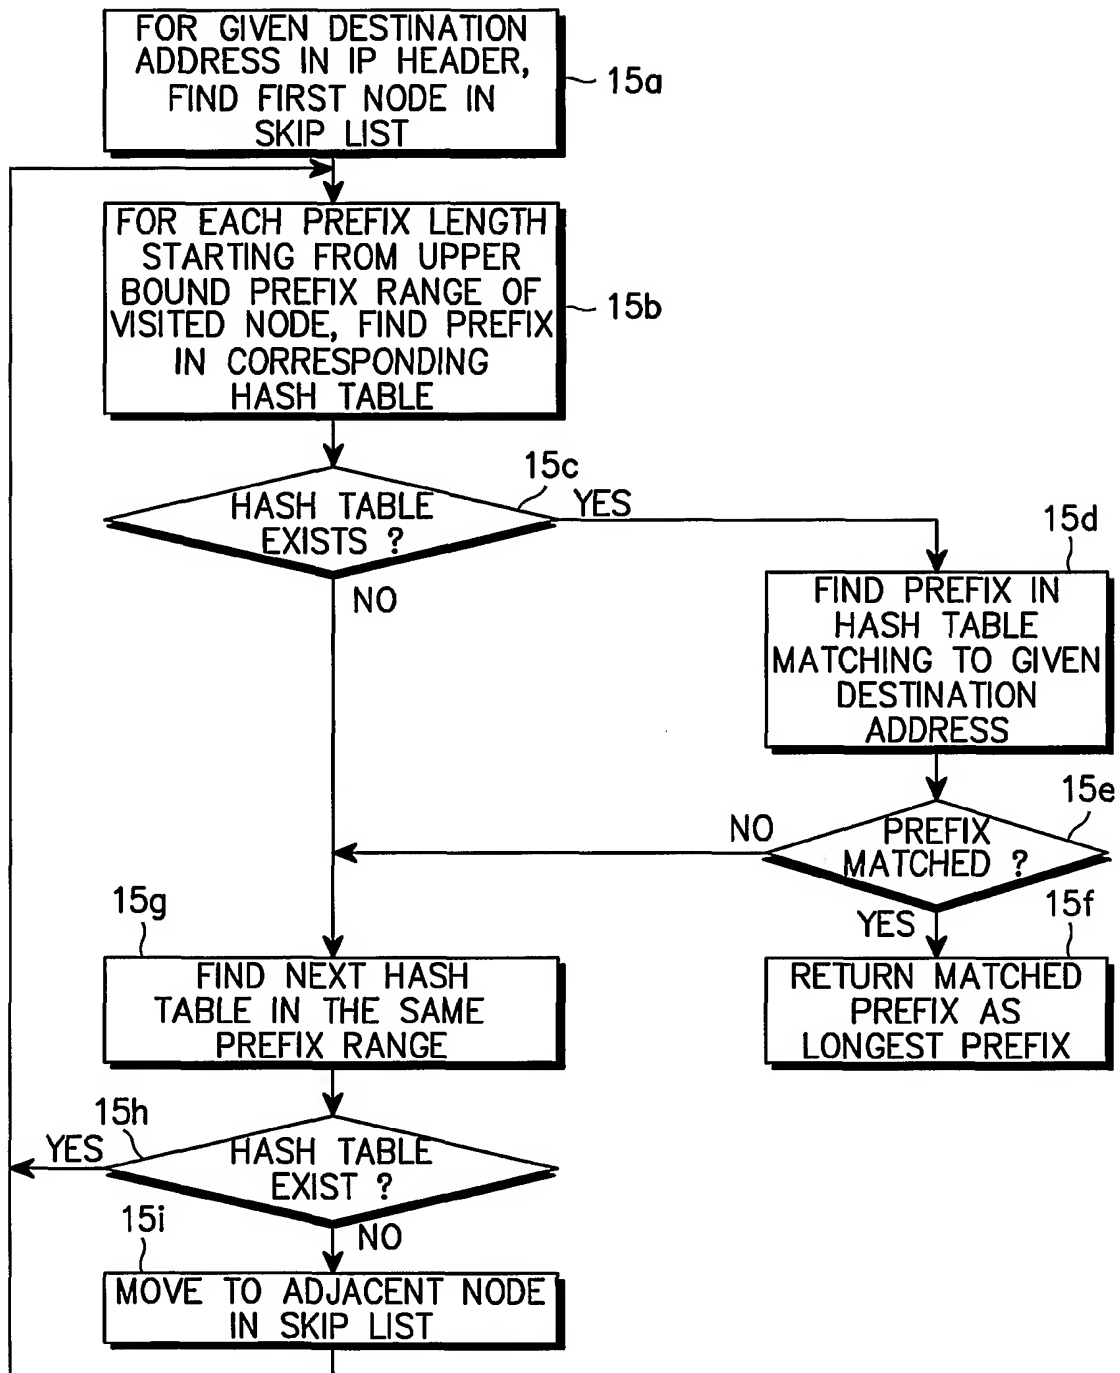 FOR GIVEN DESTINATION
ADDRESS IN IP HEADER,
FIND FIRST NODE IN
SKIP LIST
15a
FOR EACH PREFIX LENGTH
STARTING FROM UPPER
BOUND PREFIX RANGE OF
VISITED NODE, FIND PREFIX
IN CORRESPONDING
HASH TABLE
15b
15c
HASH TABLE
EXISTS ?
YES
NO
15d
FIND PREFIX IN
HASH TABLE
MATCHING TO GIVEN
DESTINATION
ADDRESS
15e
PREFIX
MATCHED ?
NO
YES
15f
RETURN MATCHED
PREFIX AS
LONGEST PREFIX
15g
FIND NEXT HASH
TABLE IN THE SAME
PREFIX RANGE
15h
YES
HASH TABLE
EXIST ?
NO
15i
MOVE TO ADJACENT NODE
IN SKIP LIST